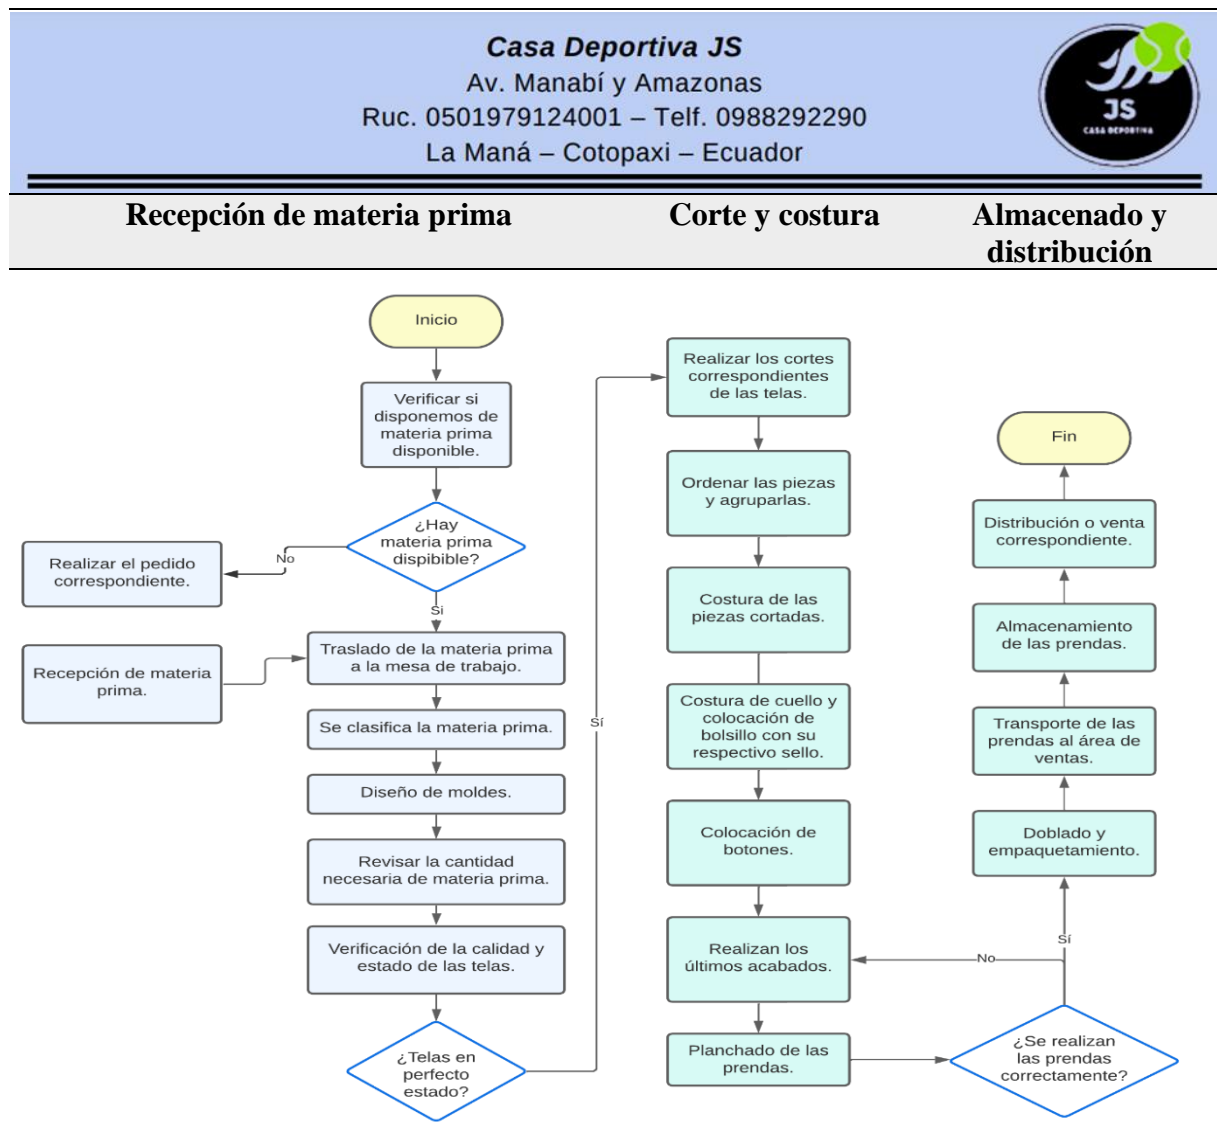 Casa Deportiva JS
Av. Manabí y Amazonas
Ruc. 0501979124001 – Telf. 0988292290
La Maná – Cotopaxi – Ecuador
JS
CASA DEPORTIVA
Recepción de materia prima
Corte y costura
Almacenado y
distribución
Inicio
Verificar si
disponemos de
materia prima
disponible.
¿Hay
materia prima
dispibible?
No
Realizar el pedido
correspondiente.
Si
Recepción de materia
prima.
Traslado de la materia prima
a la mesa de trabajo.
Se clasifica la materia prima.
Diseño de moldes.
Revisar la cantidad
necesaria de materia prima.
Verificación de la calidad y
estado de las telas.
¿Telas en
perfecto
estado?
Sí
Realizar los cortes
correspondientes
de las telas.
Ordenar las piezas
y agruparlas.
Costura de las
piezas cortadas.
Costura de cuello y
colocación de
bolsillo con su
respectivo sello.
Colocación de
botones.
Realizan los
últimos acabados.
Planchado de las
prendas.
¿Se realizan
las prendas
correctamente?
No
Sí
Doblado y
empaquetamiento.
Transporte de las
prendas al área de
ventas.
Almacenamiento
de las prendas.
Distribución o venta
correspondiente.
Fin